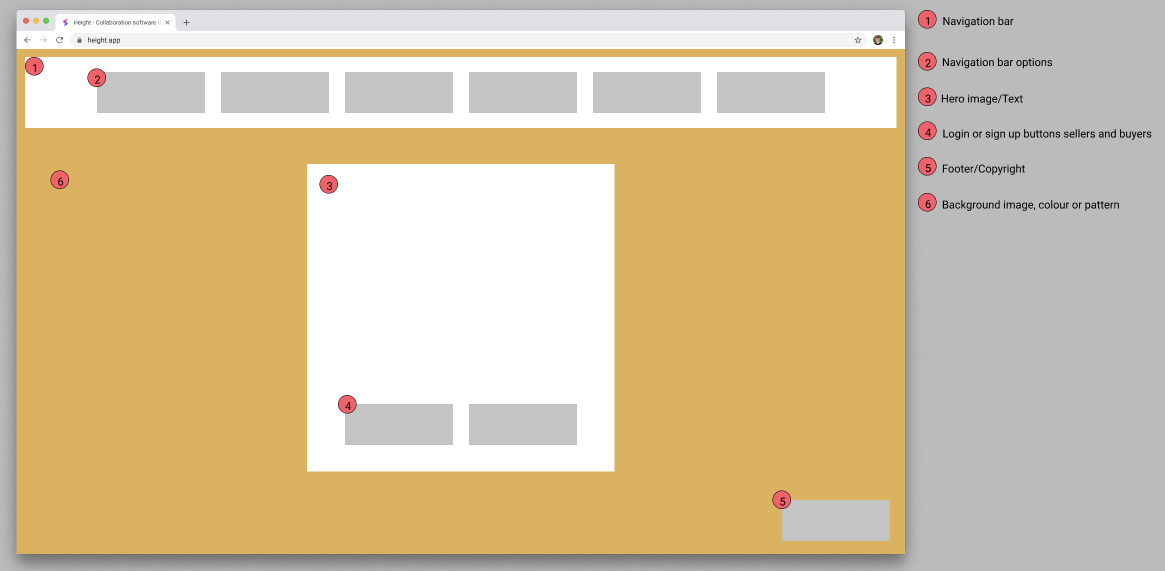 Height - Collaboration software
height.app
1
2
3
4
5
6
1 Navigation bar
2 Navigation bar options
3 Hero image/Text
4 Login or sign up buttons sellers and buyers
5 Footer/Copyright
6 Background image, colour or pattern